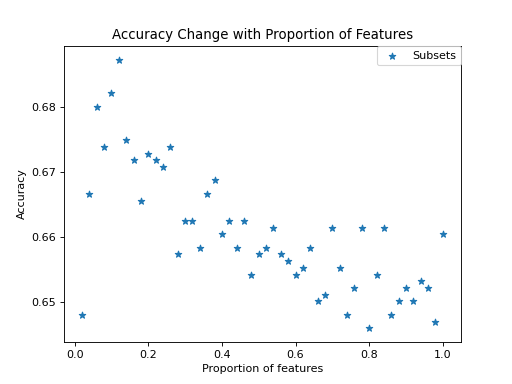 Accuracy Change with Proportion of Features
Subsets
0.68
0.67
0.66
0.65
Accuracy
0.0 0.2 0.4 0.6 0.8 1.0
Proportion of features